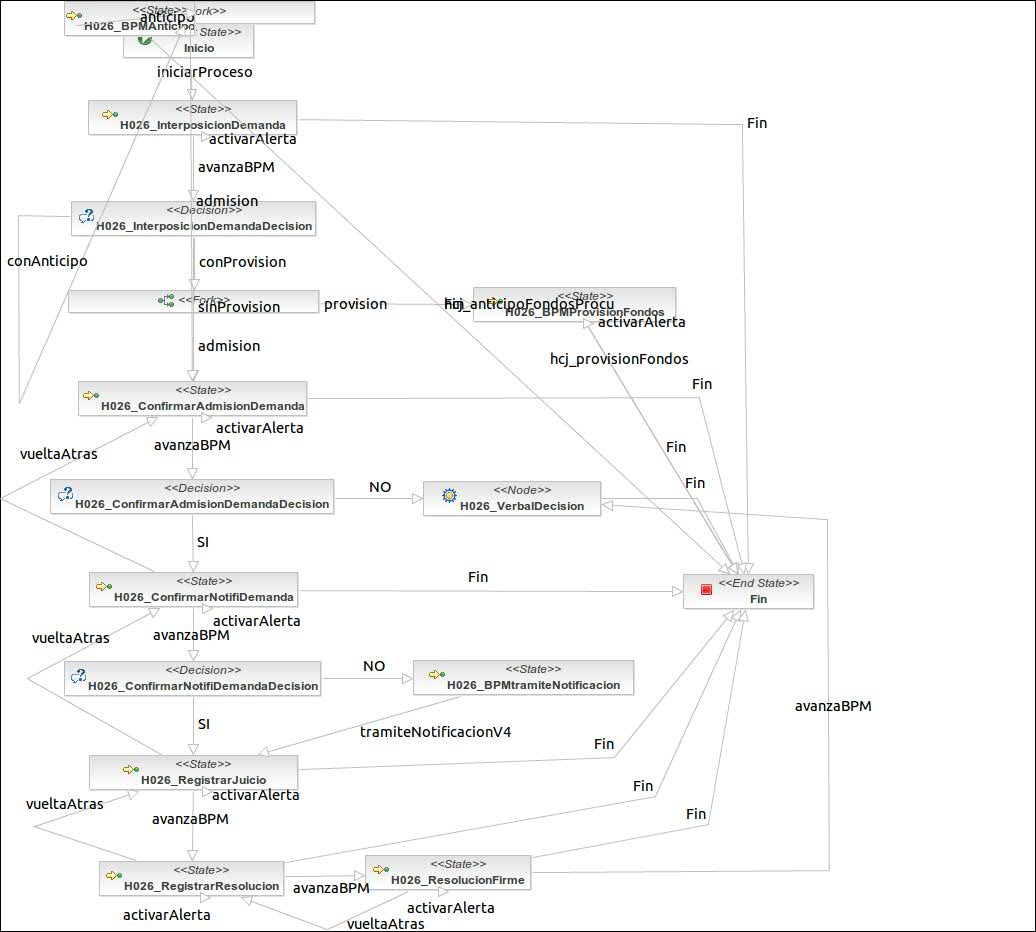 <<State>>
ork>>
anticipo
H026_BPMAnticipo
State>>
Inicio
iniciarProceso
<<State>>
H026_InterposicionDemanda
Fin
activarAlerta
avanzaBPM
admision
<<Decision>>
H026_InterposicionDemandaDecision
conAnticipo
conProvision
<<Fork>>
sinProvision
provision
hcj_anticipoFondosProcu
<<State>>
H026_BPMProvisionFondos
activarAlerta
admision
hcj_provisionFondos
<<State>>
H026_ConfirmarAdmisionDemanda
Fin
activarAlerta
avanzaBPM
vueltaAtras
Fin
<<Decision>>
H026_ConfirmarAdmisionDemandaDecision
NO
<<Node>>
H026_VerbalDecision
Fin
SI
<<State>>
H026_ConfirmarNotifiDemanda
Fin
<<End State>>
Fin
activarAlerta
avanzaBPM
vueltaAtras
<<Decision>>
H026_ConfirmarNotifiDemandaDecision
NO
<<State>>
H026_BPMtramiteNotificacion
avanzaBPM
SI
tramiteNotificacionV4
Fin
<<State>>
H026_RegistrarJuicio
activarAlerta
Fin
vueltaAtras
avanzaBPM
Fin
<<State>>
H026_RegistrarResolucion
avanzaBPM
<<State>>
H026_ResolucionFirme
activarAlerta
activarAlerta
vueltaAtras